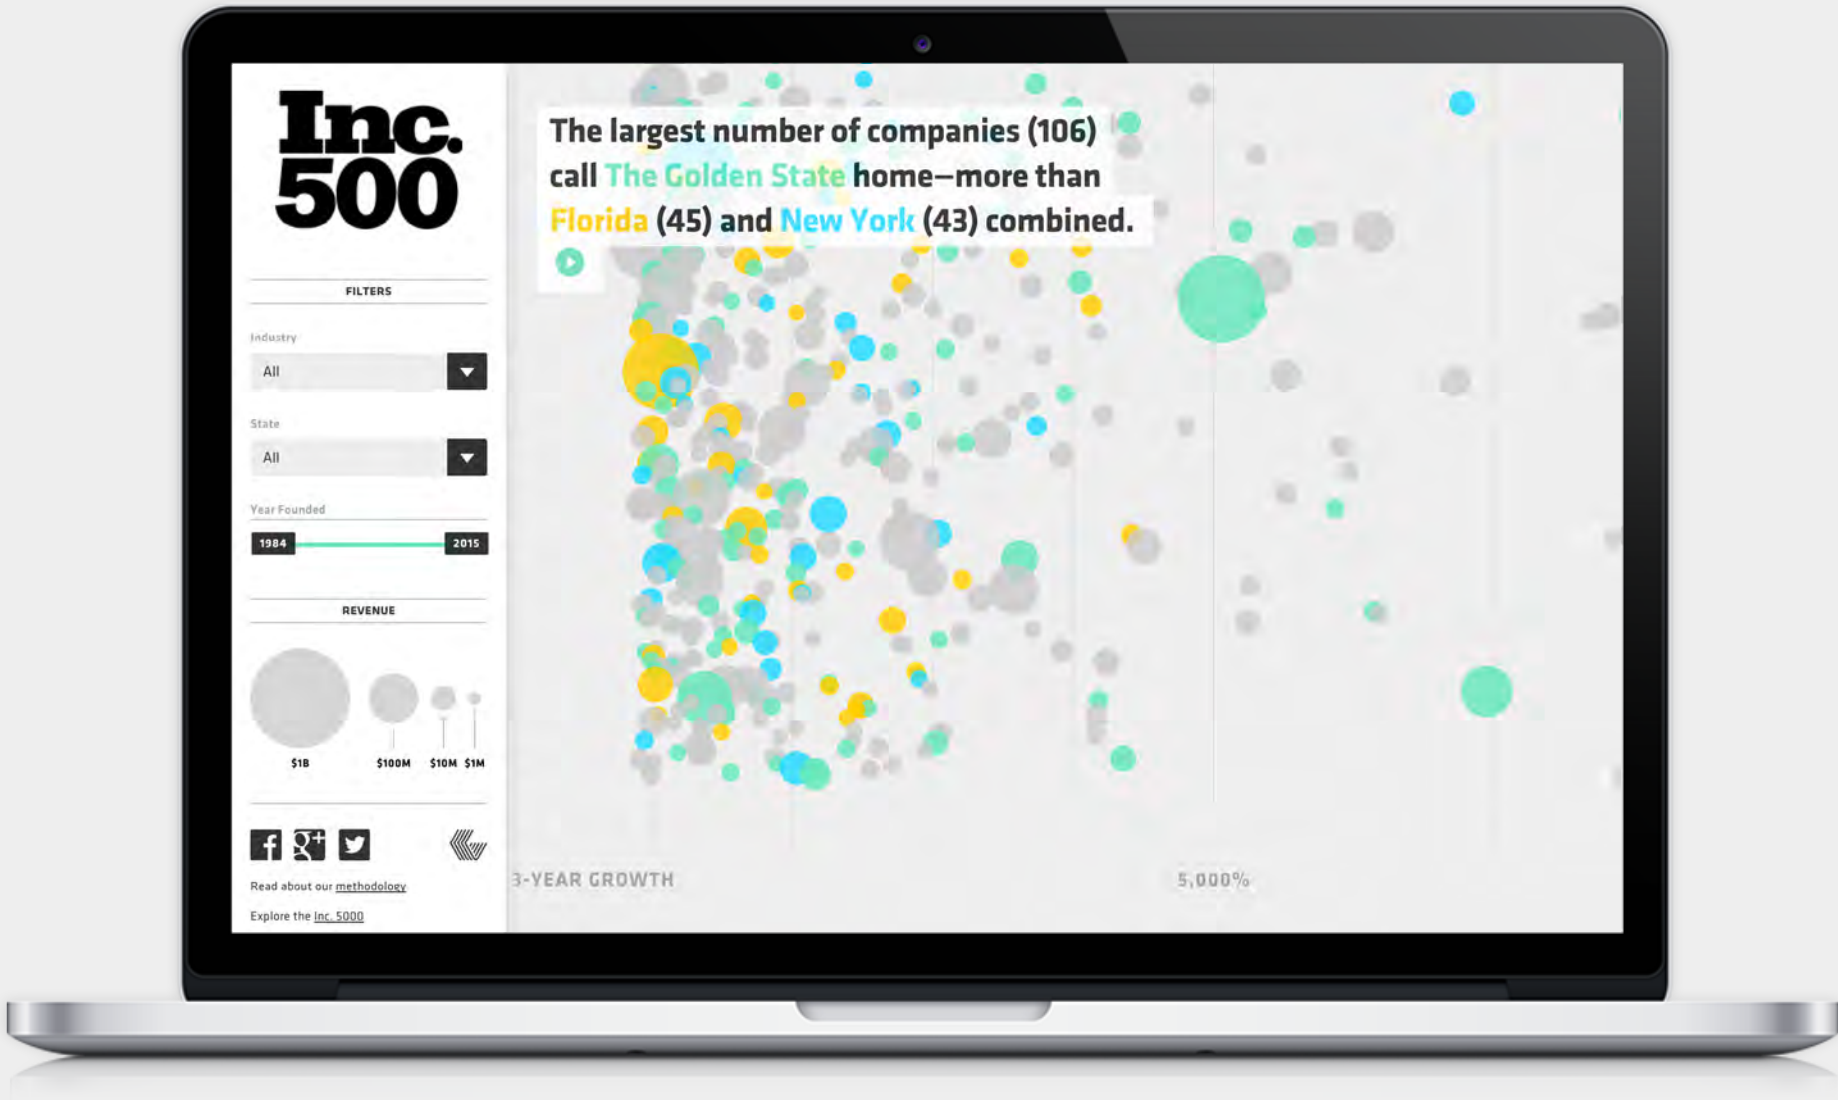 Inc.
500
FILTERS
Industry
All
State
All
Year Founded
1984 2015
REVENUE
$1B $100M $10M $1M
f g+
Read about our methodology
Explore the Inc. 5000
The largest number of companies (106)
call The Golden State home—more than
Florida (45) and New York (43) combined.
3-YEAR GROWTH 5,000%